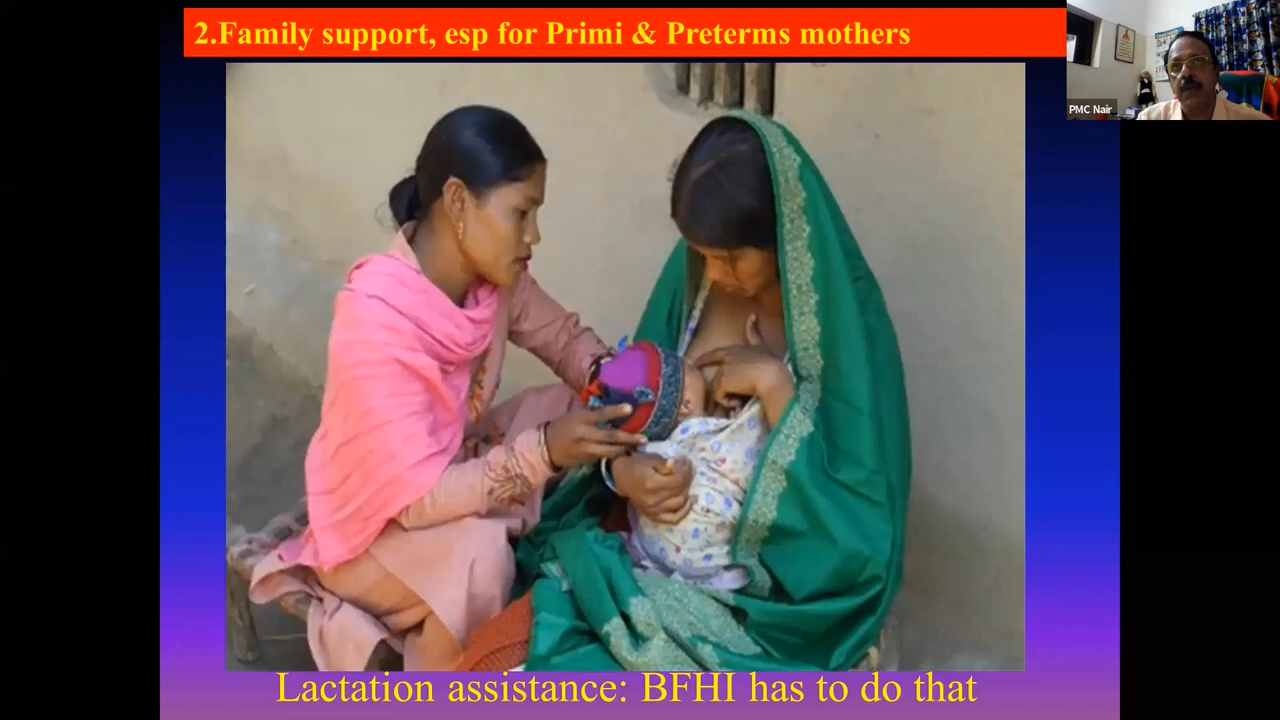 2.Family support, esp for Primi & Preterms mothers
PMC Nair
Lactation assistance: BFHI has to do that